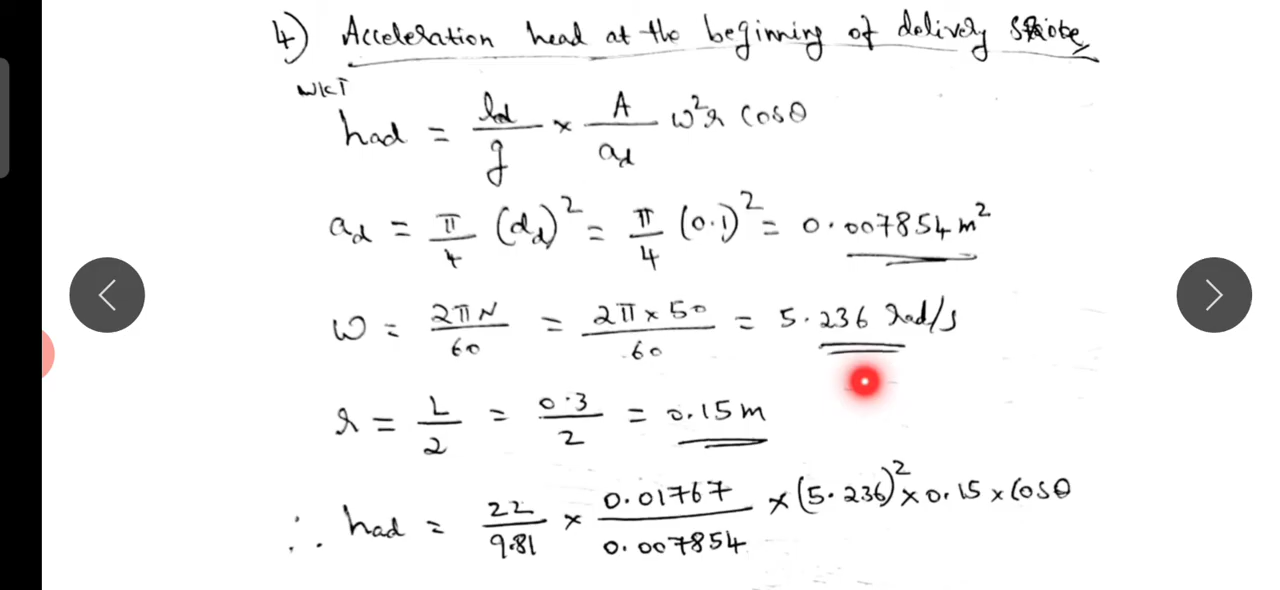 4) Acceleration head at the beginning of delivery stroke
WKT
had = ld/g × A/ad ω²r cosθ
ad = π/4 (dd)² = π/4 (0.1)² = 0.007854 m²
ω = 2πN/60 = 2π × 50/60 = 5.236 rad/s
r = L/2 = 0.3/2 = 0.15 m
∴ had = 22/9.81 × 0.01767/0.007854 × (5.236)² × 0.15 × cosθ